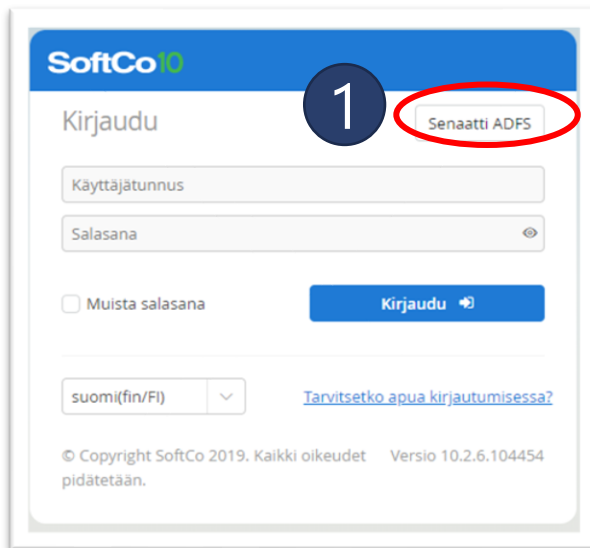 SoftCo10
Kirjaudu
1
Senaatti ADFS
Käyttäjätunnus
Salasana
Muista salasana
Kirjaudu
suomi(fin/FI)
Tarvitsetko apua kirjautumisessa?
© Copyright SoftCo 2019. Kaikki oikeudet
pidätetään.
Versio 10.2.6.104454